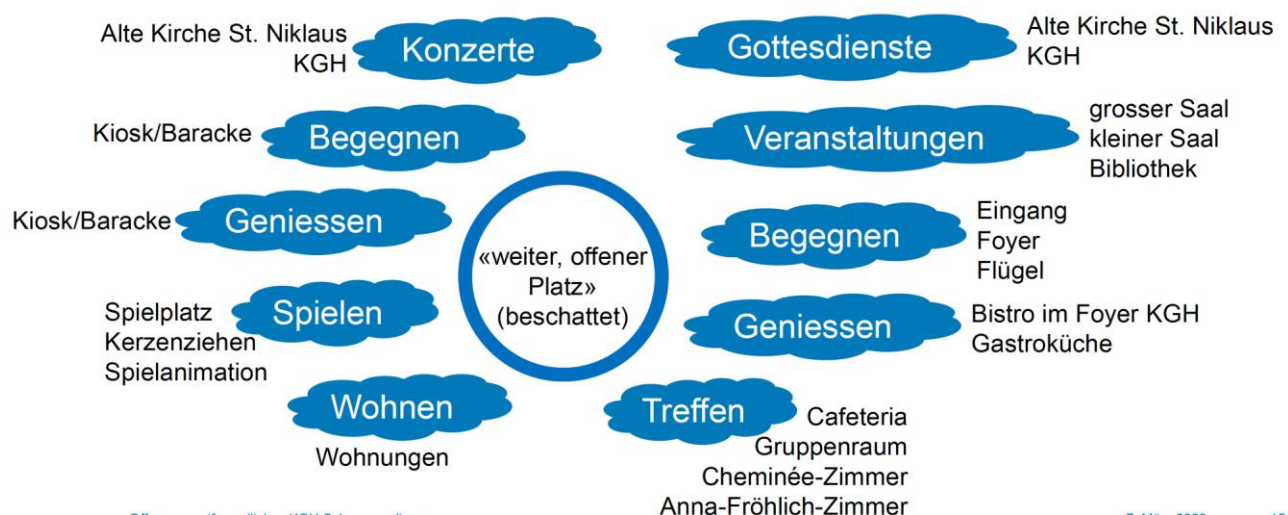 Alte Kirche St. Niklaus
KGH
Konzerte
Gottesdienste
Alte Kirche St. Niklaus
KGH
Kiosk/Baracke
Begegnen
Veranstaltungen
grosser Saal
kleiner Saal
Bibliothek
Kiosk/Baracke
Geniessen
«weiter, offener
Platz»
(beschattet)
Begegnen
Eingang
Foyer
Flügel
Spielplatz
Kerzenziehen
Spielanimation
Spielen
Geniessen
Bistro im Foyer KGH
Gastroküche
Wohnen
Wohnungen
Treffen
Cafeteria
Gruppenraum
Cheminée-Zimmer
Anna-Fröhlich-Zimmer